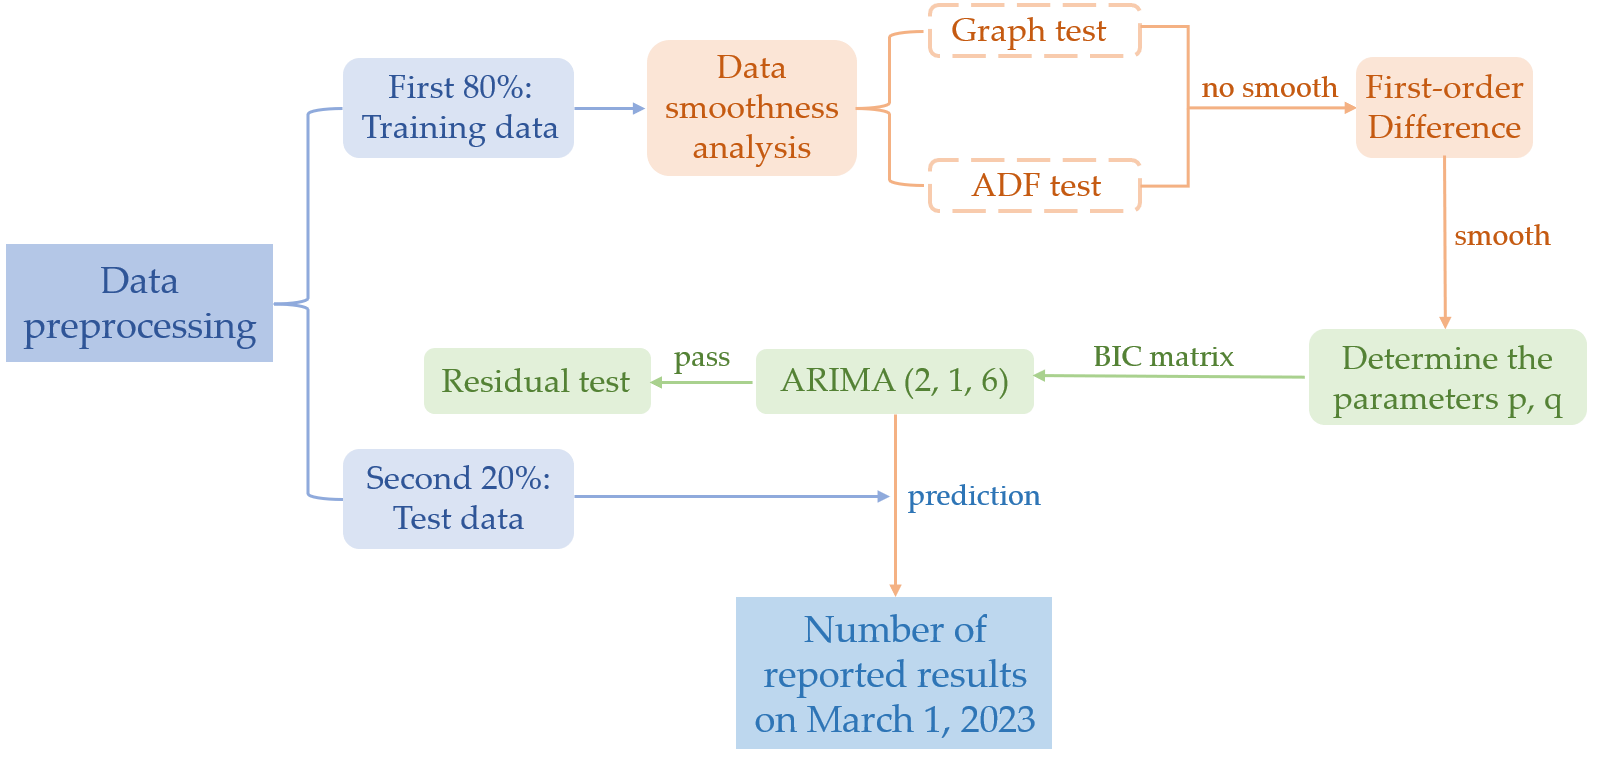 Data
preprocessing
First 80%:
Training data
Data
smoothness
analysis
Graph test
ADF test
no smooth
First-order
Difference
smooth
Determine the
parameters p, q
BIC matrix
ARIMA (2, 1, 6)
pass
Residual test
Second 20%:
Test data
prediction
Number of
reported results
on March 1, 2023